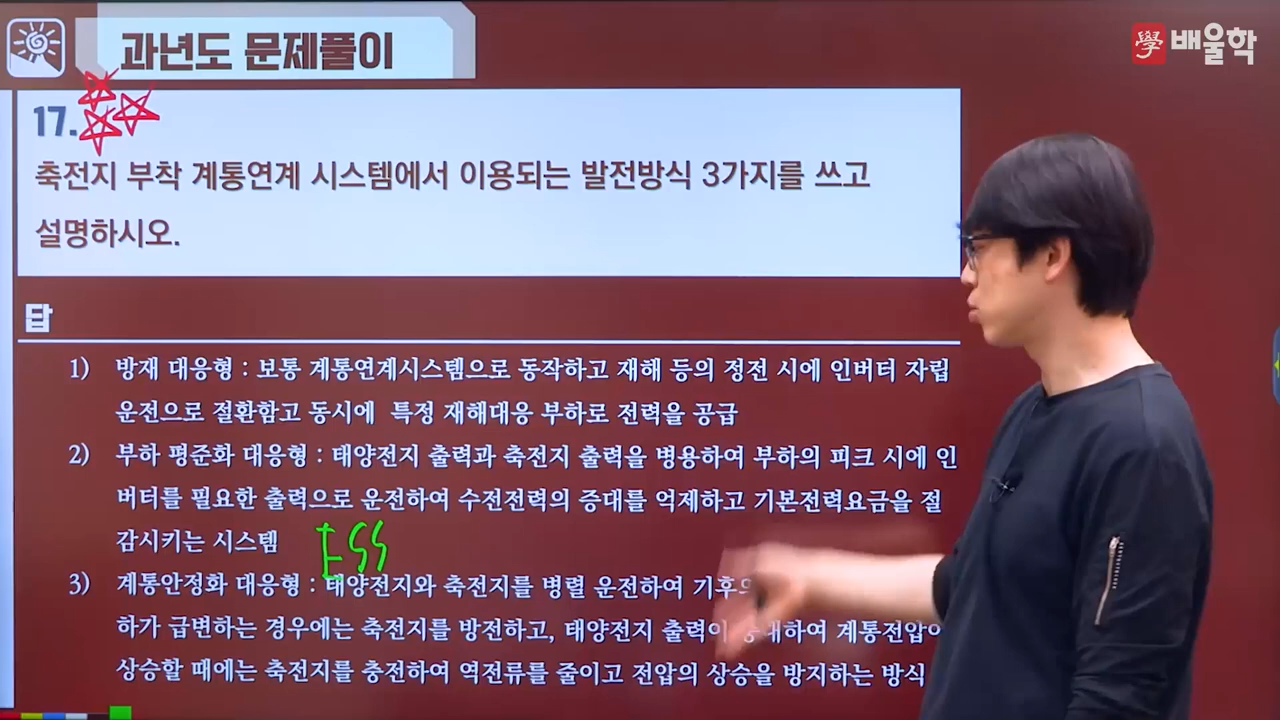 과년도 문제풀이
學 배울학
17.
축전지 부착 계통연계 시스템에서 이용되는 발전방식 3가지를 쓰고
설명하시오.
답
1) 방재 대응형 : 보통 계통연계시스템으로 동작하고 재해 등의 정전 시에 인버터 자립
운전으로 절환함고 동시에 특정 재해대응 부하로 전력을 공급
2) 부하 평준화 대응형 : 태양전지 출력과 축전지 출력을 병용하여 부하의 피크 시에 인
버터를 필요한 출력으로 운전하여 수전전력의 증대를 억제하고 기본전력요금을 절
감시키는 시스템
ESS
3) 계통안정화 대응형 : 태양전지와 축전지를 병렬 운전하여 기후의
하가 급변하는 경우에는 축전지를 방전하고, 태양전지 출력이 증대하여 계통전압이
상승할 때에는 축전지를 충전하여 역전류를 줄이고 전압의 상승을 방지하는 방식